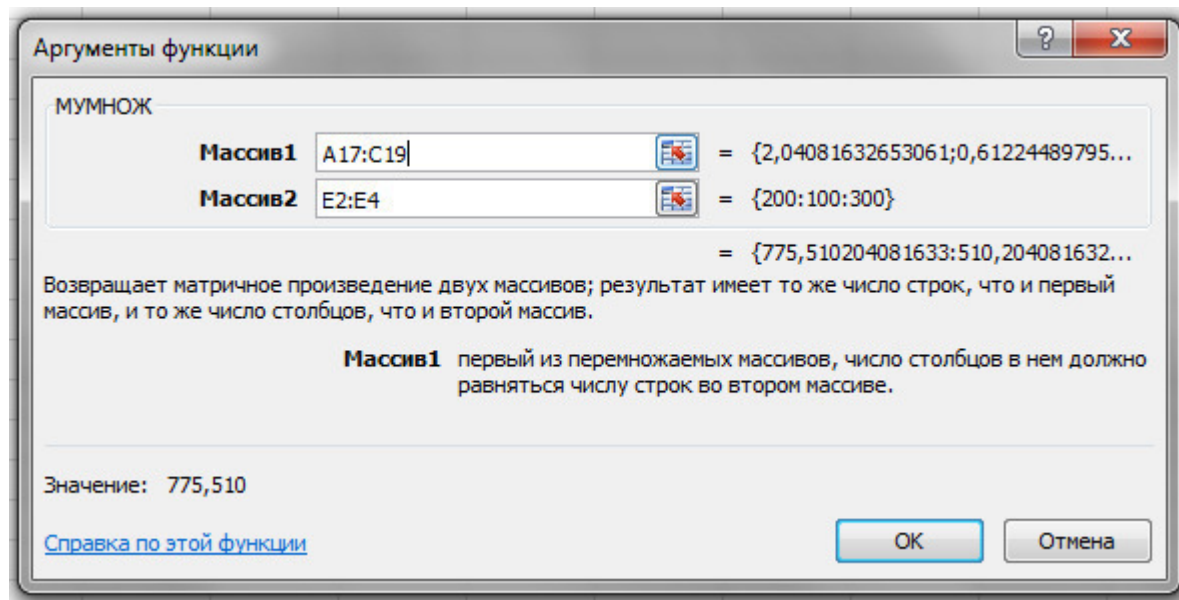 Аргументы функции
МУМНОЖ
Массив1 A17:C19 = {2,04081632653061;0,61224489795...
Массив2 E2:E4 = {200:100:300}
= {775,510204081633:510,204081632...
Возвращает матричное произведение двух массивов; результат имеет то же число строк, что и первый
массив, и то же число столбцов, что и второй массив.
Массив1 первый из перемножаемых массивов, число столбцов в нем должно
равняться числу строк во втором массиве.
Значение: 775,510
Справка по этой функции
ОК Отмена